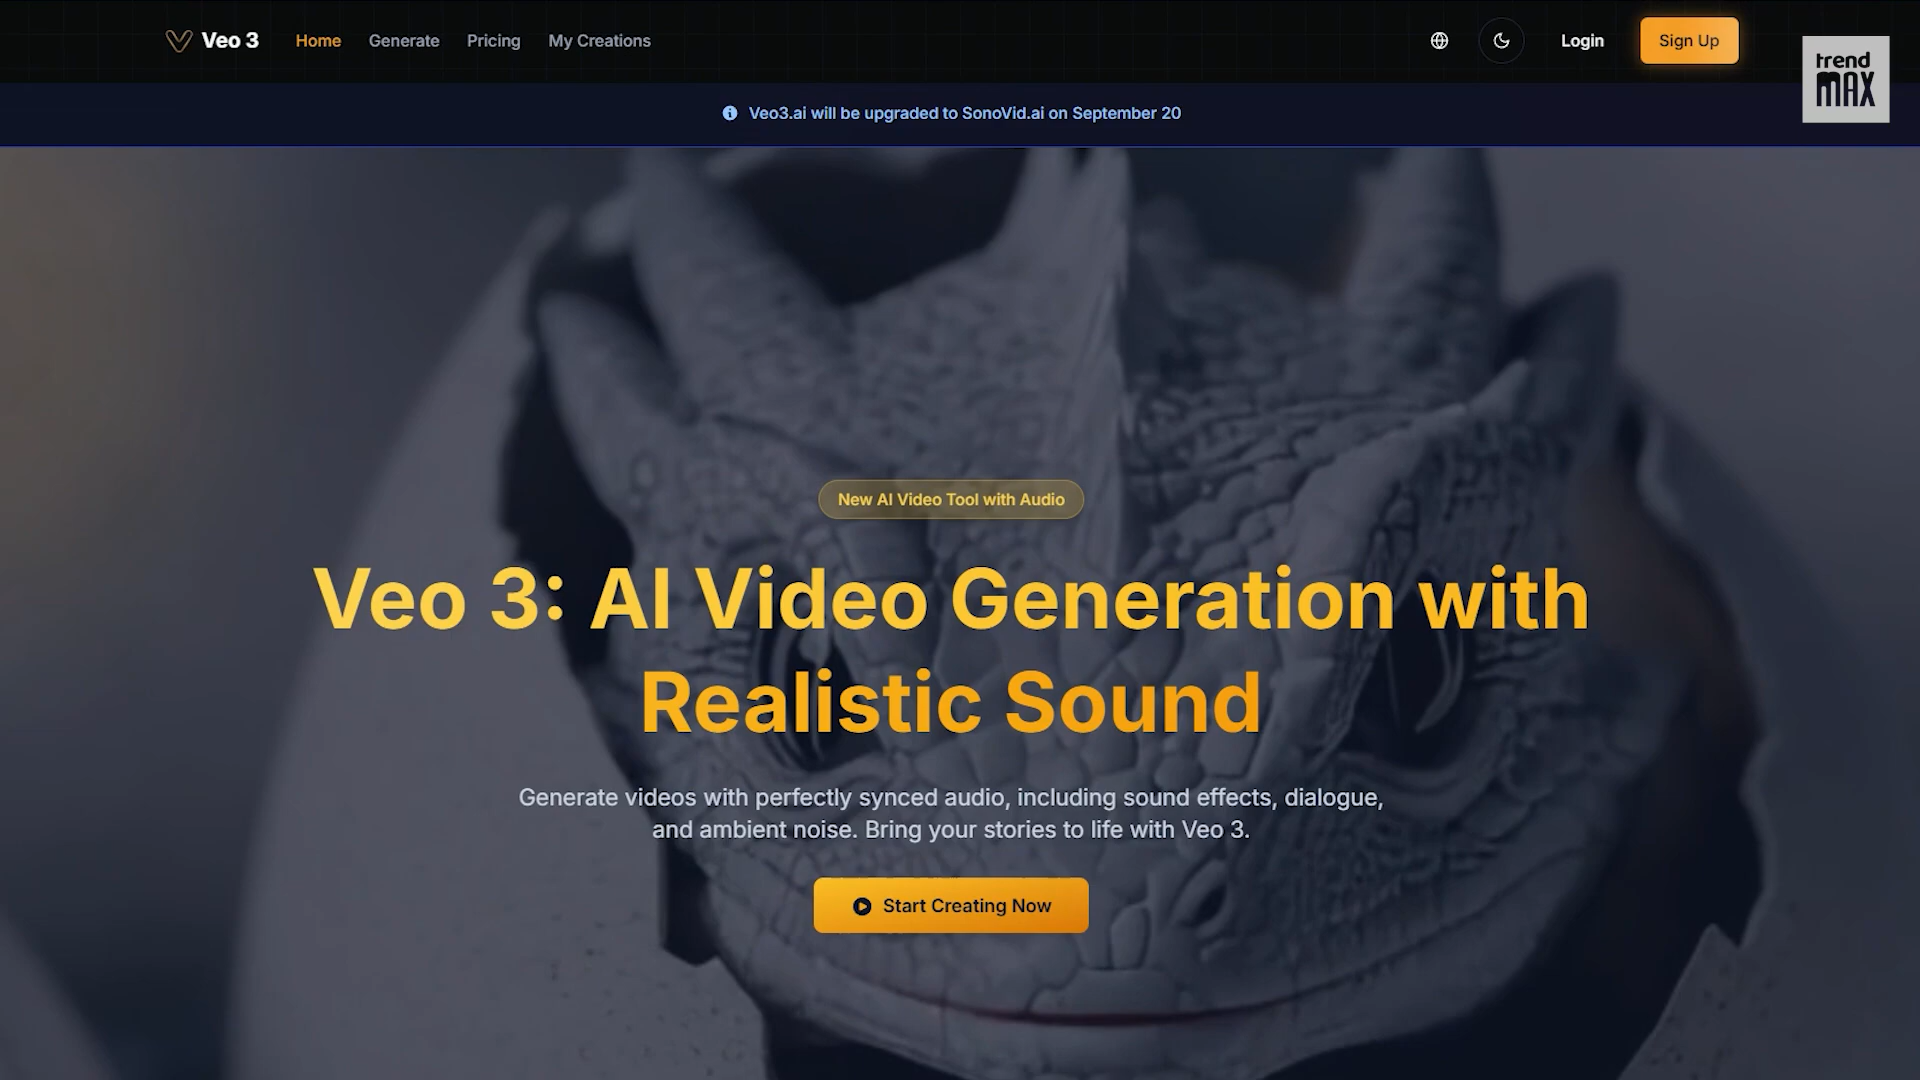 Veo 3
Home
Generate
Pricing
My Creations
Login
Sign Up
trend
MAX
Veo3.ai will be upgraded to SonoVid.ai on September 20
New AI Video Tool with Audio
Veo 3: AI Video Generation with
Realistic Sound
Generate videos with perfectly synced audio, including sound effects, dialogue,
and ambient noise. Bring your stories to life with Veo 3.
Start Creating Now